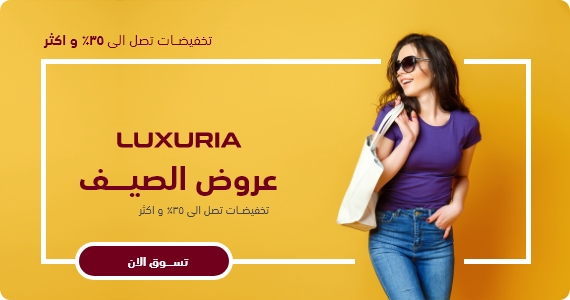 تخفيضات تصل الى ٣٥٪ و اكثر
LUXURIA
عروض الصيف
تخفيضات تصل الى ٣٥٪ و اكثر
تسوق الان